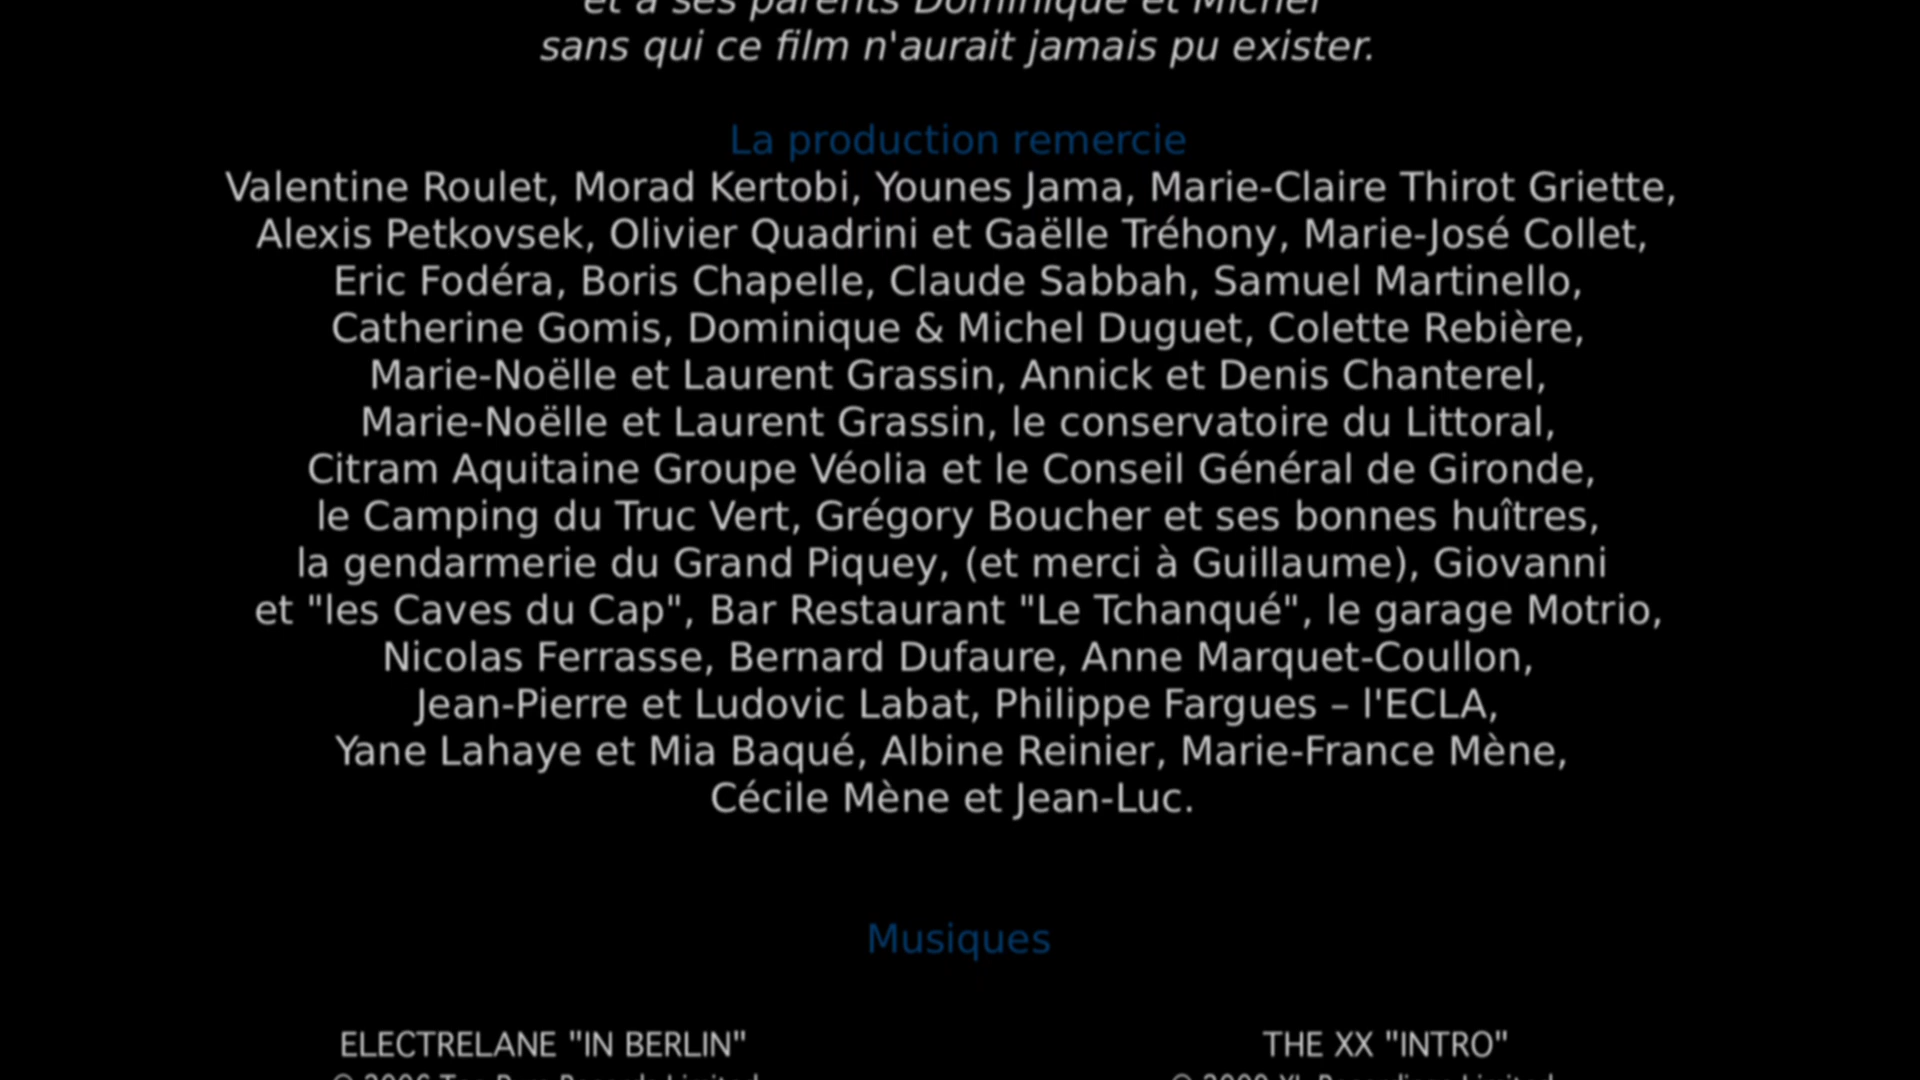 et à ses parents Dominique et Michel
sans qui ce film n'aurait jamais pu exister.
La production remercie
Valentine Roulet, Morad Kertobi, Younes Jama, Marie-Claire Thirot Griette,
Alexis Petkovsek, Olivier Quadrini et Gaëlle Tréhony, Marie-José Collet,
Eric Fodéra, Boris Chapelle, Claude Sabbah, Samuel Martinello,
Catherine Gomis, Dominique & Michel Duguet, Colette Rebière,
Marie-Noëlle et Laurent Grassin, Annick et Denis Chanterel,
Marie-Noëlle et Laurent Grassin, le conservatoire du Littoral,
Citram Aquitaine Groupe Véolia et le Conseil Général de Gironde,
le Camping du Truc Vert, Grégory Boucher et ses bonnes huîtres,
la gendarmerie du Grand Piquey, (et merci à Guillaume), Giovanni
et "les Caves du Cap", Bar Restaurant "Le Tchanqué", le garage Motrio,
Nicolas Ferrasse, Bernard Dufaure, Anne Marquet-Coullon,
Jean-Pierre et Ludovic Labat, Philippe Fargues – l'ECLA,
Yane Lahaye et Mia Baqué, Albine Reinier, Marie-France Mène,
Cécile Mène et Jean-Luc.
Musiques
ELECTRELANE "IN BERLIN"
THE XX "INTRO"